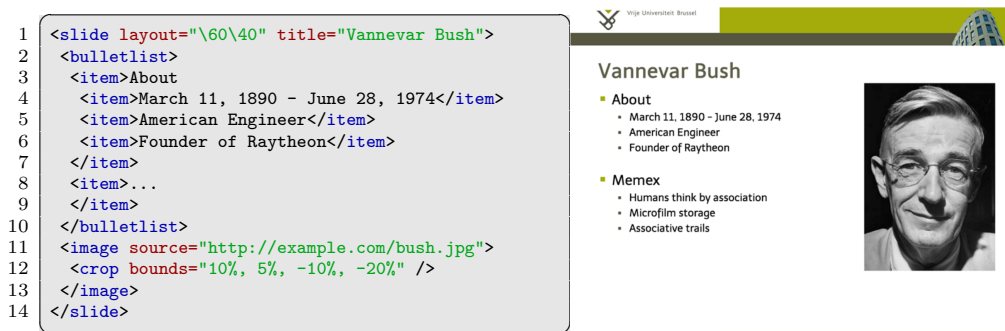 1 <slide layout="\60\40" title="Vannevar Bush">
2 <bulletlist>
3 <item>About
4 <item>March 11, 1890 - June 28, 1974</item>
5 <item>American Engineer</item>
6 <item>Founder of Raytheon</item>
7 </item>
8 <item>...
9 </item>
10 </bulletlist>
11 <image source="http://example.com/bush.jpg">
12 <crop bounds="10%, 5%, -10%, -20%" />
13 </image>
14 </slide>
Vrije Universiteit Brussel
Vannevar Bush
About
March 11, 1890 - June 28, 1974
American Engineer
Founder of Raytheon
Memex
Humans think by association
Microfilm storage
Associative trails